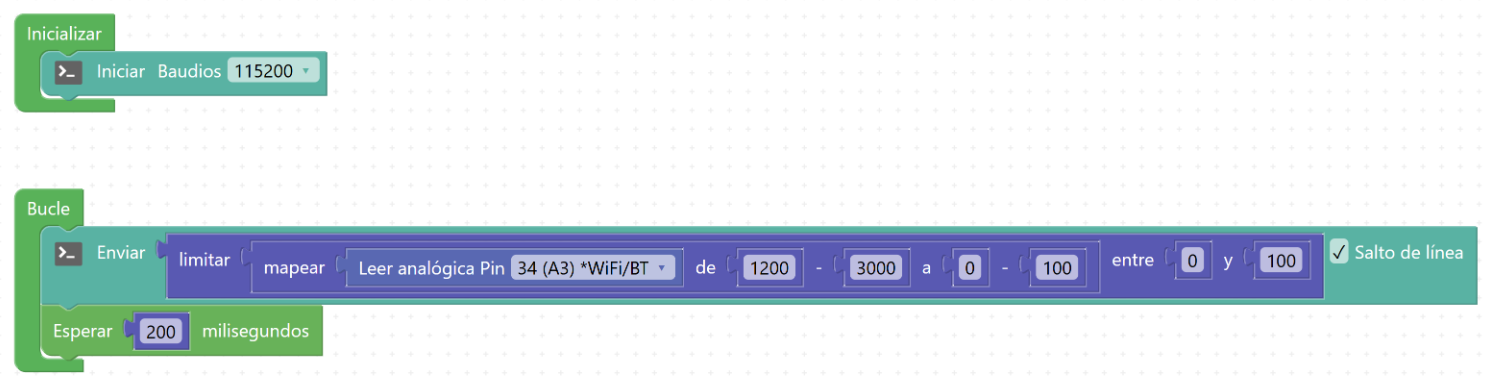 Inicializar
>_ Iniciar Baudios 115200
Bucle
>_ Enviar limitar mapear Leer analógica Pin 34 (A3) *WiFi/BT de 1200 - 3000 a 0 - 100 entre 0 y 100 ✓ Salto de línea
Esperar 200 milisegundos